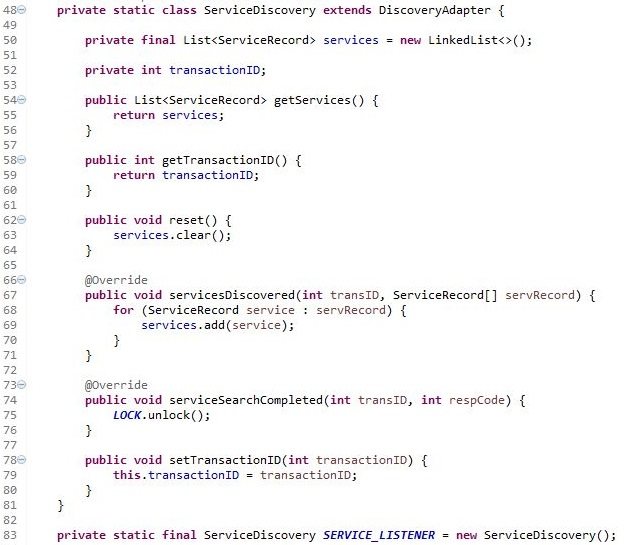 48 private static class ServiceDiscovery extends DiscoveryAdapter {
49
50     private final List<ServiceRecord> services = new LinkedList<>();
51
52     private int transactionID;
53
54     public List<ServiceRecord> getServices() {
55         return services;
56     }
57
58     public int getTransactionID() {
59         return transactionID;
60     }
61
62     public void reset() {
63         services.clear();
64     }
65
66     @Override
67     public void servicesDiscovered(int transID, ServiceRecord[] servRecord) {
68         for (ServiceRecord service : servRecord) {
69             services.add(service);
70         }
71     }
72
73     @Override
74     public void serviceSearchCompleted(int transID, int respCode) {
75         LOCK.unlock();
76     }
77
78     public void setTransactionID(int transactionID) {
79         this.transactionID = transactionID;
80     }
81 }
82
83 private static final ServiceDiscovery SERVICE_LISTENER = new ServiceDiscovery();